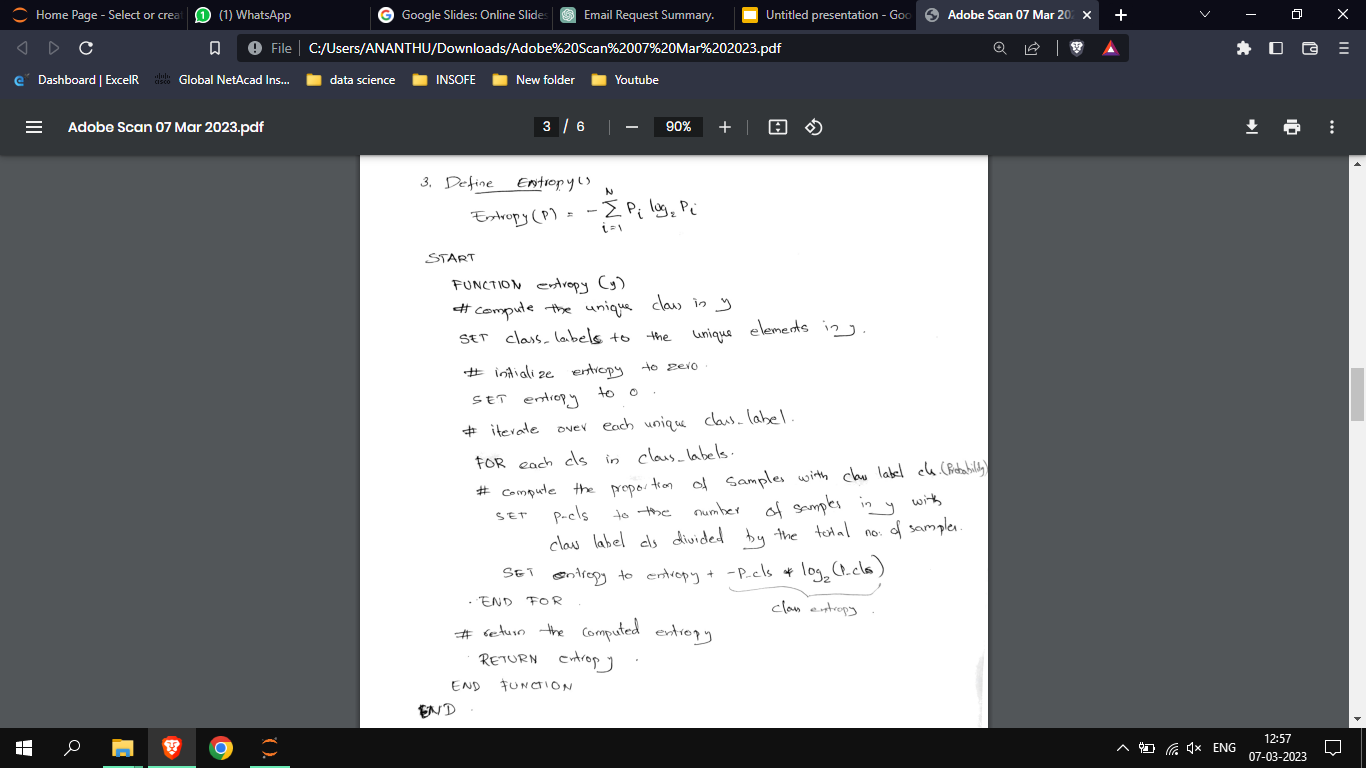 Home Page - Select or creat
(1) WhatsApp
Google Slides: Online Slides
Email Request Summary.
Untitled presentation - Goo
Adobe Scan 07 Mar 202
File | C:/Users/ANANTHU/Downloads/Adobe%20Scan%2007%20Mar%202023.pdf
Dashboard | ExcelR
Global NetAcad Ins...
data science
INSOFE
New folder
Youtube
Adobe Scan 07 Mar 2023.pdf
3 / 6
90%
3. Define Entropy()
Entropy(P) = - N Σ i=1 Pi log2 Pi
START
FUNCTION entropy (y)
# compute the unique class in y
SET class_labels to the unique elements in y.
# initialize entropy to zero.
SET entropy to 0.
# iterate over each unique class_label.
FOR each cls in class_labels.
# compute the proportion of samples with class label cls. (Probability)
SET p-cls to the number of samples in y with
class label cls divided by the total no. of samples.
SET entropy to entropy + -p-cls * log2 (p-cls)
class entropy.
END FOR.
# return the computed entropy
RETURN entropy.
END FUNCTION
END.
ENG
12:57
07-03-2023